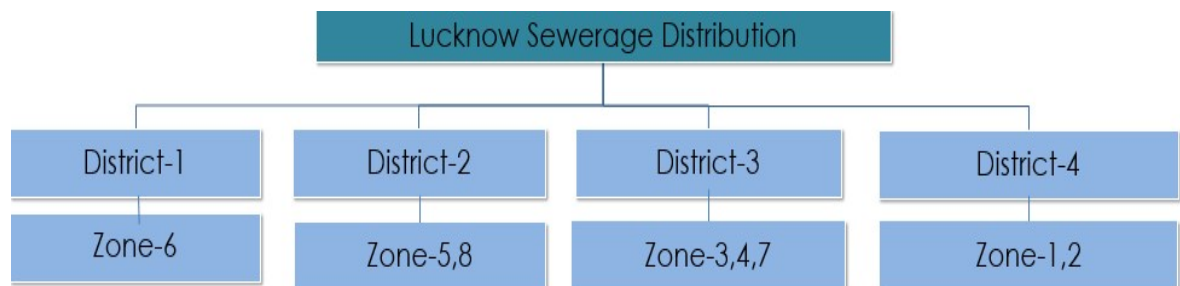 Lucknow Sewerage Distribution
District-1
District-2
District-3
District-4
Zone-6
Zone-5,8
Zone-3,4,7
Zone-1,2